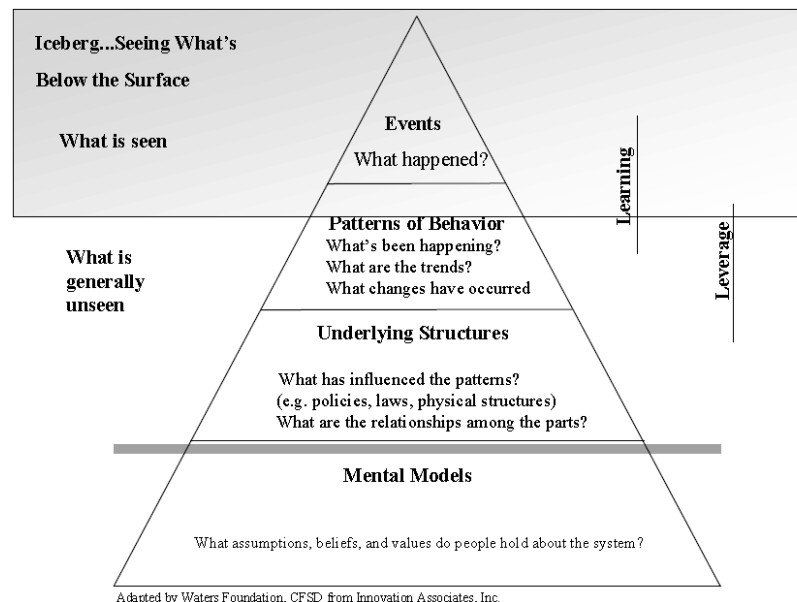 Iceberg...Seeing What's
Below the Surface
What is seen
Events
What happened?
Learning
Patterns of Behavior
What's been happening?
What are the trends?
What changes have occurred
What is
generally
unseen
Leverage
Underlying Structures
What has influenced the patterns?
(e.g. policies, laws, physical structures)
What are the relationships among the parts?
Mental Models
What assumptions, beliefs, and values do people hold about the system?
Adapted by Waters Foundation, CFSD from Innovation Associates, Inc.